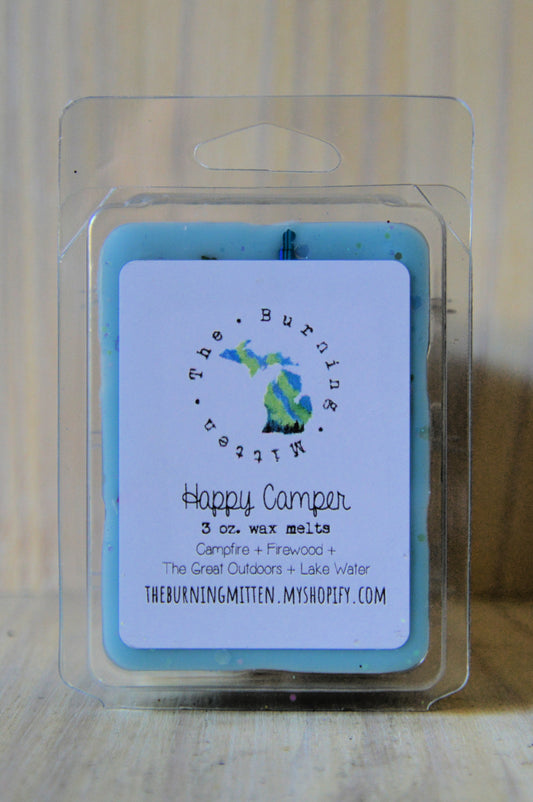 The • Burning • Mitten •
Happy Camper
3 oz. wax melts
Campfire + Firewood +
The Great Outdoors + Lake Water
THEBURNINGMITTEN.MYSHOPIFY.COM